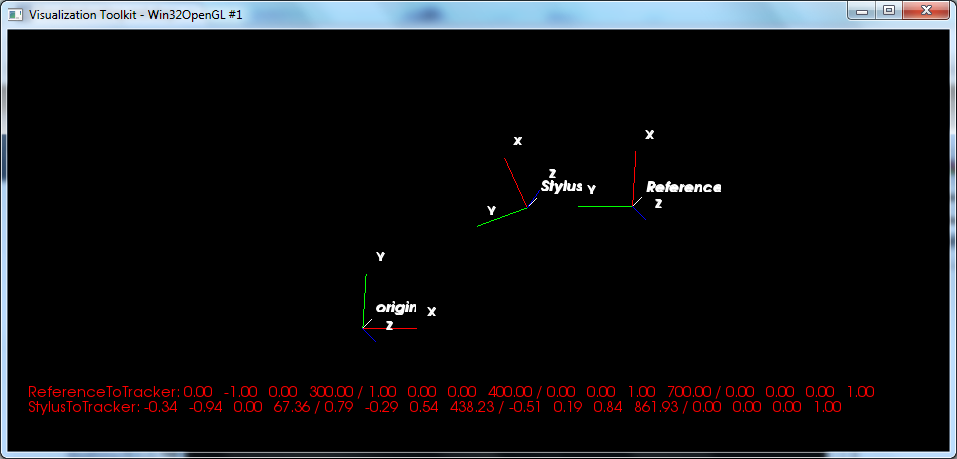 Visualization Toolkit - Win32OpenGL #1
X
X
Z
Stylus
Y
Reference
Y
Z
Y
origin
X
Z
ReferenceToTracker: 0.00 -1.00 0.00 300.00 / 1.00 0.00 0.00 400.00 / 0.00 0.00 1.00 700.00 / 0.00 0.00 0.00 1.00
StylusToTracker: -0.34 -0.94 0.00 67.36 / 0.79 -0.29 0.54 438.23 / -0.51 0.19 0.84 861.93 / 0.00 0.00 0.00 1.00